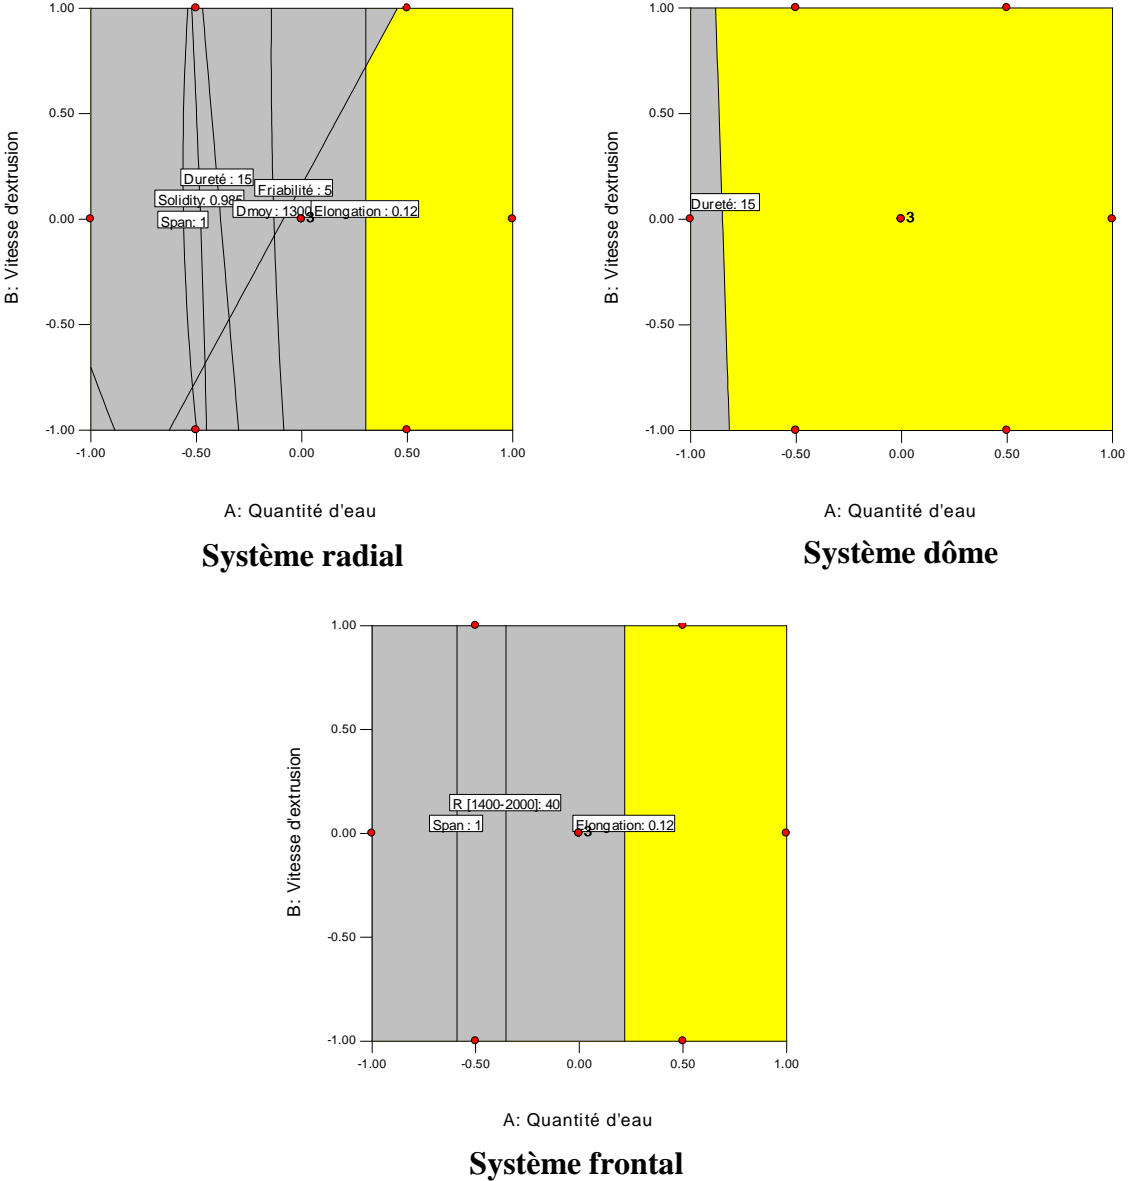 1.00
0.50
0.00
-0.50
-1.00
B: Vitesse d'extrusion
Dureté : 15
Friabilité : 5
Solidity: 0.985
Dmoy : 1300
Elongation : 0.12
3
Span: 1
-1.00 -0.50 0.00 0.50 1.00
A: Quantité d'eau
Système radial
1.00
0.50
0.00
-0.50
-1.00
B: Vitesse d'extrusion
Dureté: 15
3
-1.00 -0.50 0.00 0.50 1.00
A: Quantité d'eau
Système dôme
1.00
0.50
0.00
-0.50
-1.00
B: Vitesse d'extrusion
R [1400-2000]: 40
Span : 1
Elongation: 0.12
3
-1.00 -0.50 0.00 0.50 1.00
A: Quantité d'eau
Système frontal